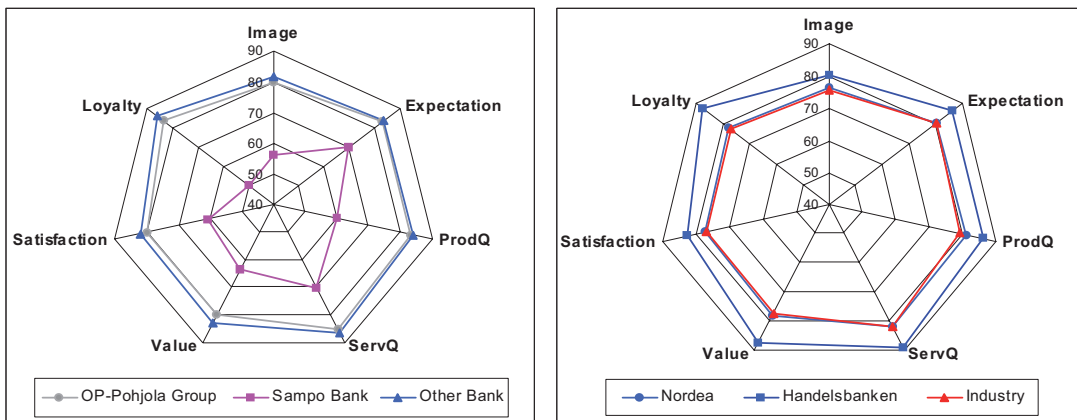 Image
90
80
70
60
50
40
Loyalty
Expectation
Satisfaction
ProdQ
Value
ServQ
OP-Pohjola Group
Sampo Bank
Other Bank
Image
90
80
70
60
50
40
Loyalty
Expectation
Satisfaction
ProdQ
Value
ServQ
Nordea
Handelsbanken
Industry